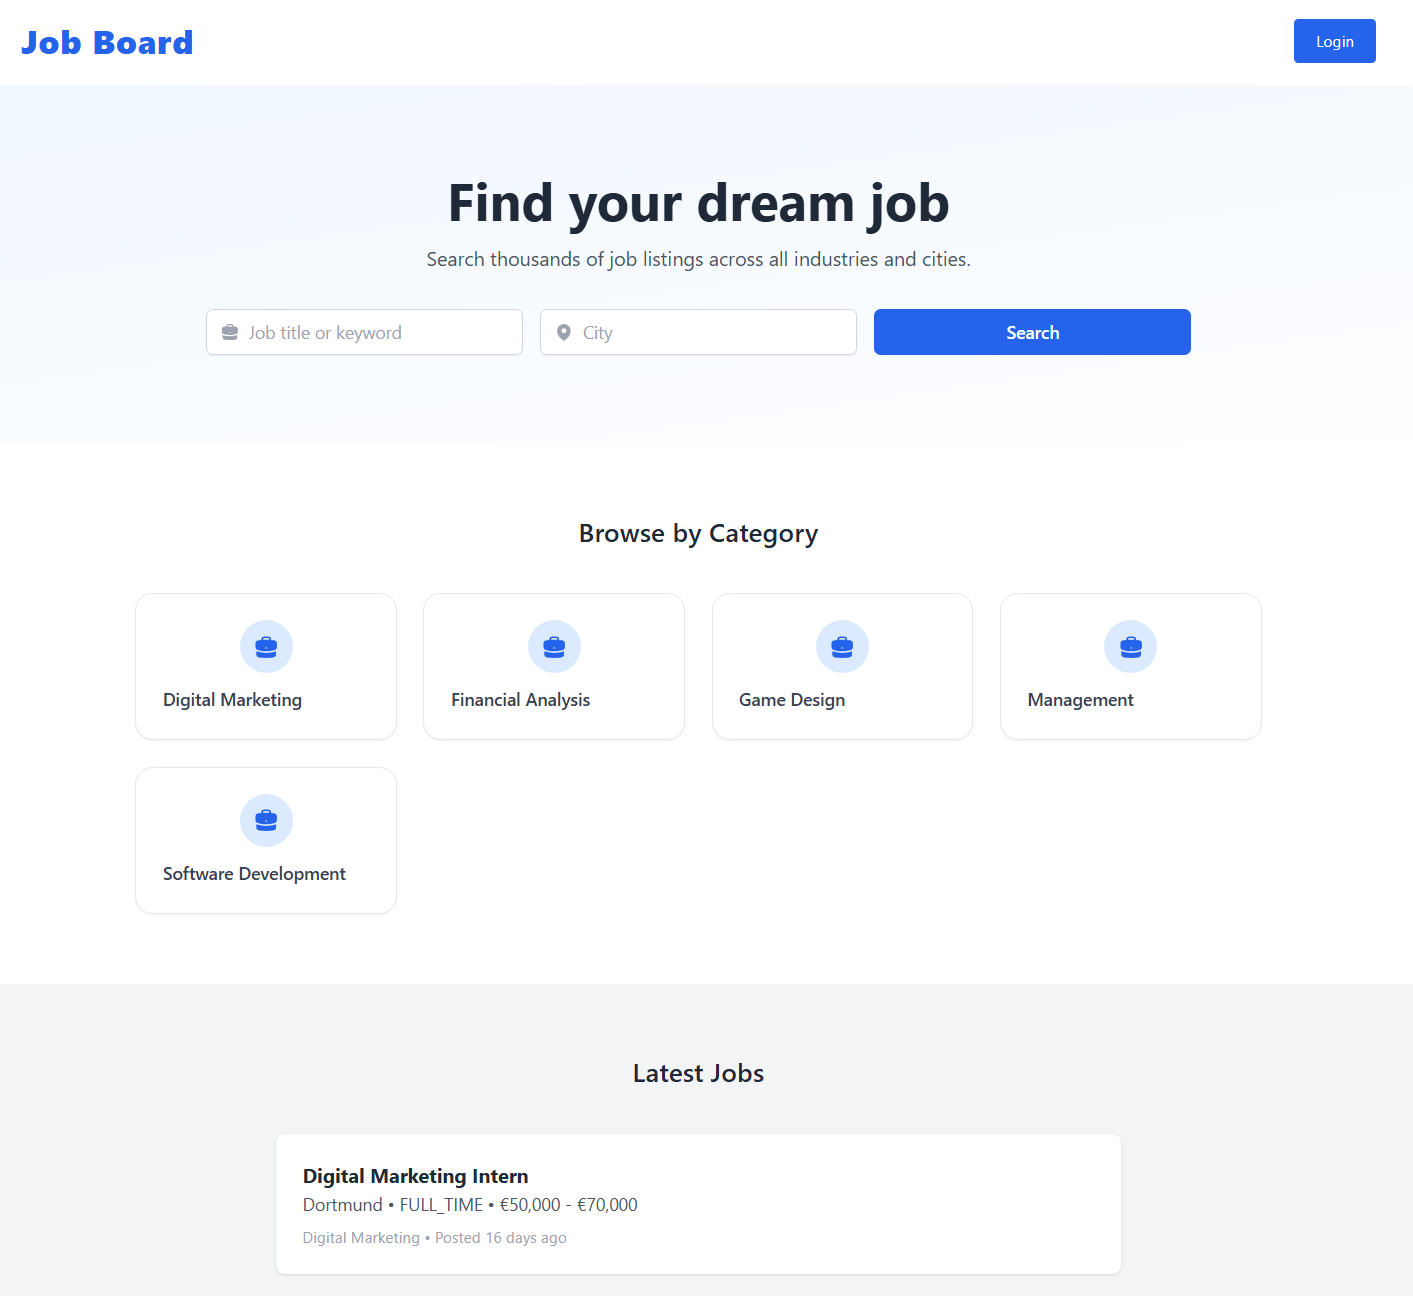 Job Board
Login
Find your dream job
Search thousands of job listings across all industries and cities.
Job title or keyword
City
Search
Browse by Category
Digital Marketing
Financial Analysis
Game Design
Management
Software Development
Latest Jobs
Digital Marketing Intern
Dortmund • FULL_TIME • €50,000 - €70,000
Digital Marketing • Posted 16 days ago